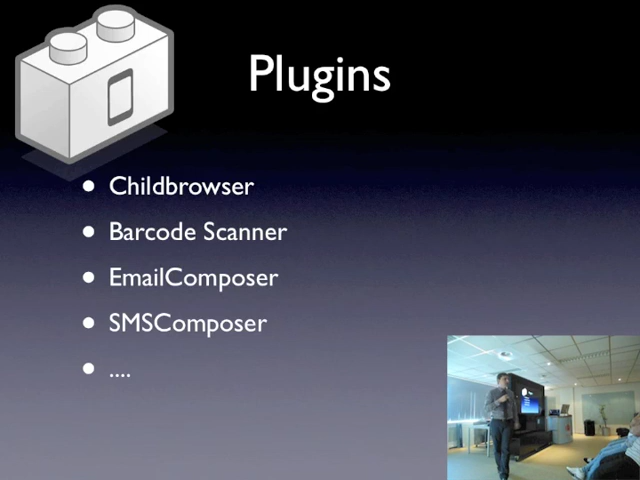 Plugins
• Childbrowser
• Barcode Scanner
• EmailComposer
• SMSComposer
• ....